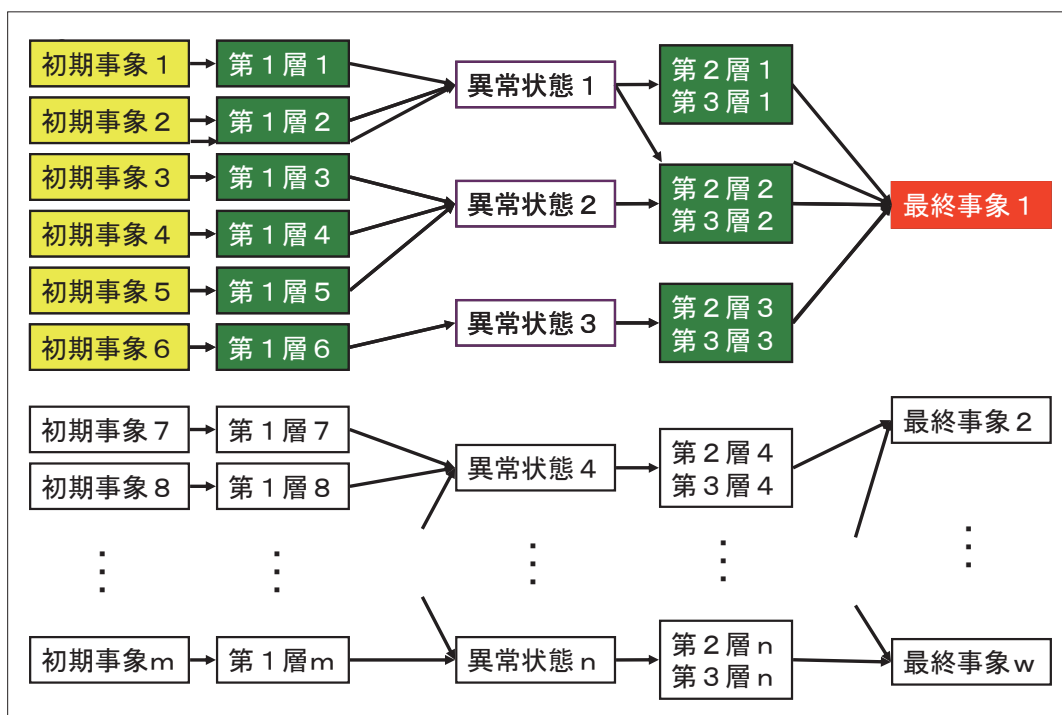 初期事象１
第１層１
異常状態１
第２層１
第３層１
初期事象２
第１層２
初期事象３
第１層３
異常状態２
第２層２
第３層２
最終事象１
初期事象４
第１層４
初期事象５
第１層５
異常状態３
第２層３
第３層３
初期事象６
第１層６
初期事象７
第１層７
異常状態４
第２層４
第３層４
最終事象２
初期事象８
第１層８
初期事象ｍ
第１層ｍ
異常状態ｎ
第２層ｎ
第３層ｎ
最終事象ｗ